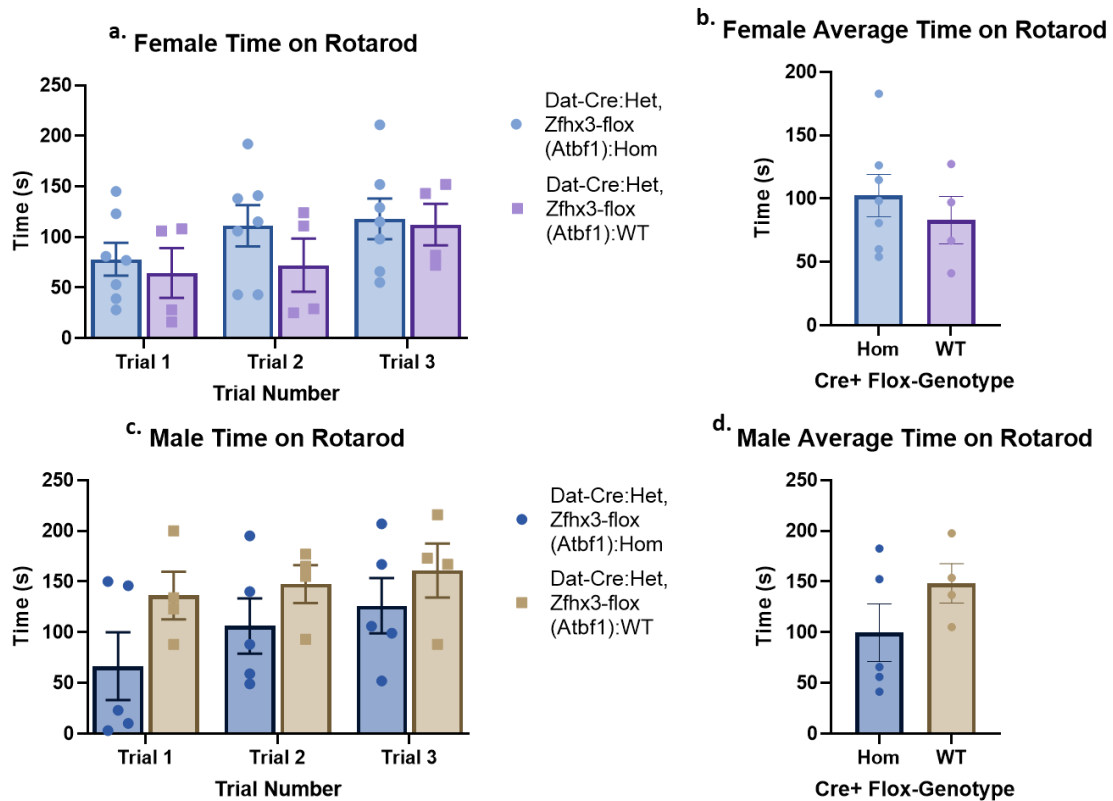 a. Female Time on Rotarod
250
200
150
100
50
0
Time (s)
Trial 1 Trial 2 Trial 3
Trial Number
Dat-Cre:Het,
Zfhx3-flox
(Atbf1):Hom
Dat-Cre:Het,
Zfhx3-flox
(Atbf1):WT
b. Female Average Time on Rotarod
200
150
100
50
0
Time (s)
Hom WT
Cre+ Flox-Genotype
c. Male Time on Rotarod
250
200
150
100
50
0
Time (s)
Trial 1 Trial 2 Trial 3
Trial Number
Dat-Cre:Het,
Zfhx3-flox
(Atbf1):Hom
Dat-Cre:Het,
Zfhx3-flox
(Atbf1):WT
d. Male Average Time on Rotarod
250
200
150
100
50
0
Time (s)
Hom WT
Cre+ Flox-Genotype